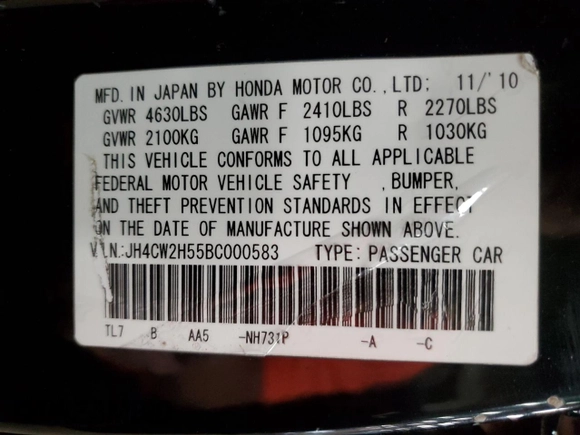 MFD. IN JAPAN BY HONDA MOTOR CO.,LTD; 11/'10
GVWR 4630LBS GAWR F 2410LBS R 2270LBS
GVWR 2100KG GAWR F 1095KG R 1030KG
THIS VEHICLE CONFORMS TO ALL APPLICABLE
FEDERAL MOTOR VEHICLE SAFETY ,BUMPER,
AND THEFT PREVENTION STANDARDS IN EFFECT
ON THE DATE OF MANUFACTURE SHOWN ABOVE.
V.I.N.:JH4CW2H55BC000583 TYPE: PASSENGER CAR
TL7 B AA5 -NH731P -A -C